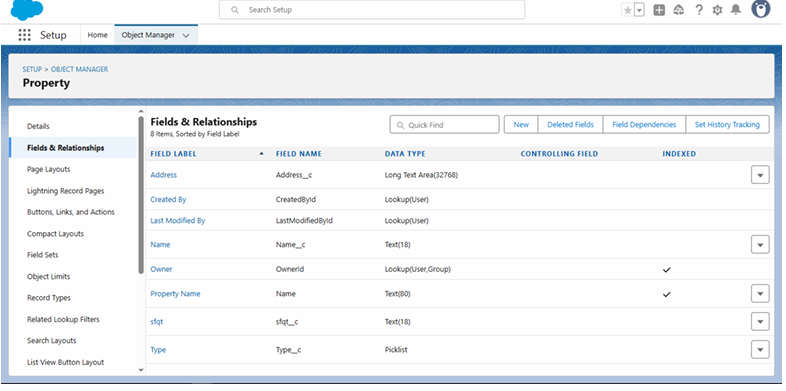 Search Setup
Setup Home Object Manager
SETUP > OBJECT MANAGER
Property
Details
Fields & Relationships
Page Layouts
Lightning Record Pages
Buttons, Links, and Actions
Compact Layouts
Field Sets
Object Limits
Record Types
Related Lookup Filters
Search Layouts
List View Button Layout
Fields & Relationships
8 Items, Sorted by Field Label
Quick Find New Deleted Fields Field Dependencies Set History Tracking
FIELD LABEL FIELD NAME DATA TYPE CONTROLLING FIELD INDEXED
Address Address__c Long Text Area(32768)
Created By CreatedById Lookup(User)
Last Modified By LastModifiedById Lookup(User)
Name Name__c Text(18)
Owner OwnerId Lookup(User,Group)
Property Name Name Text(80)
sfqt sfqt__c Text(18)
Type Type__c Picklist